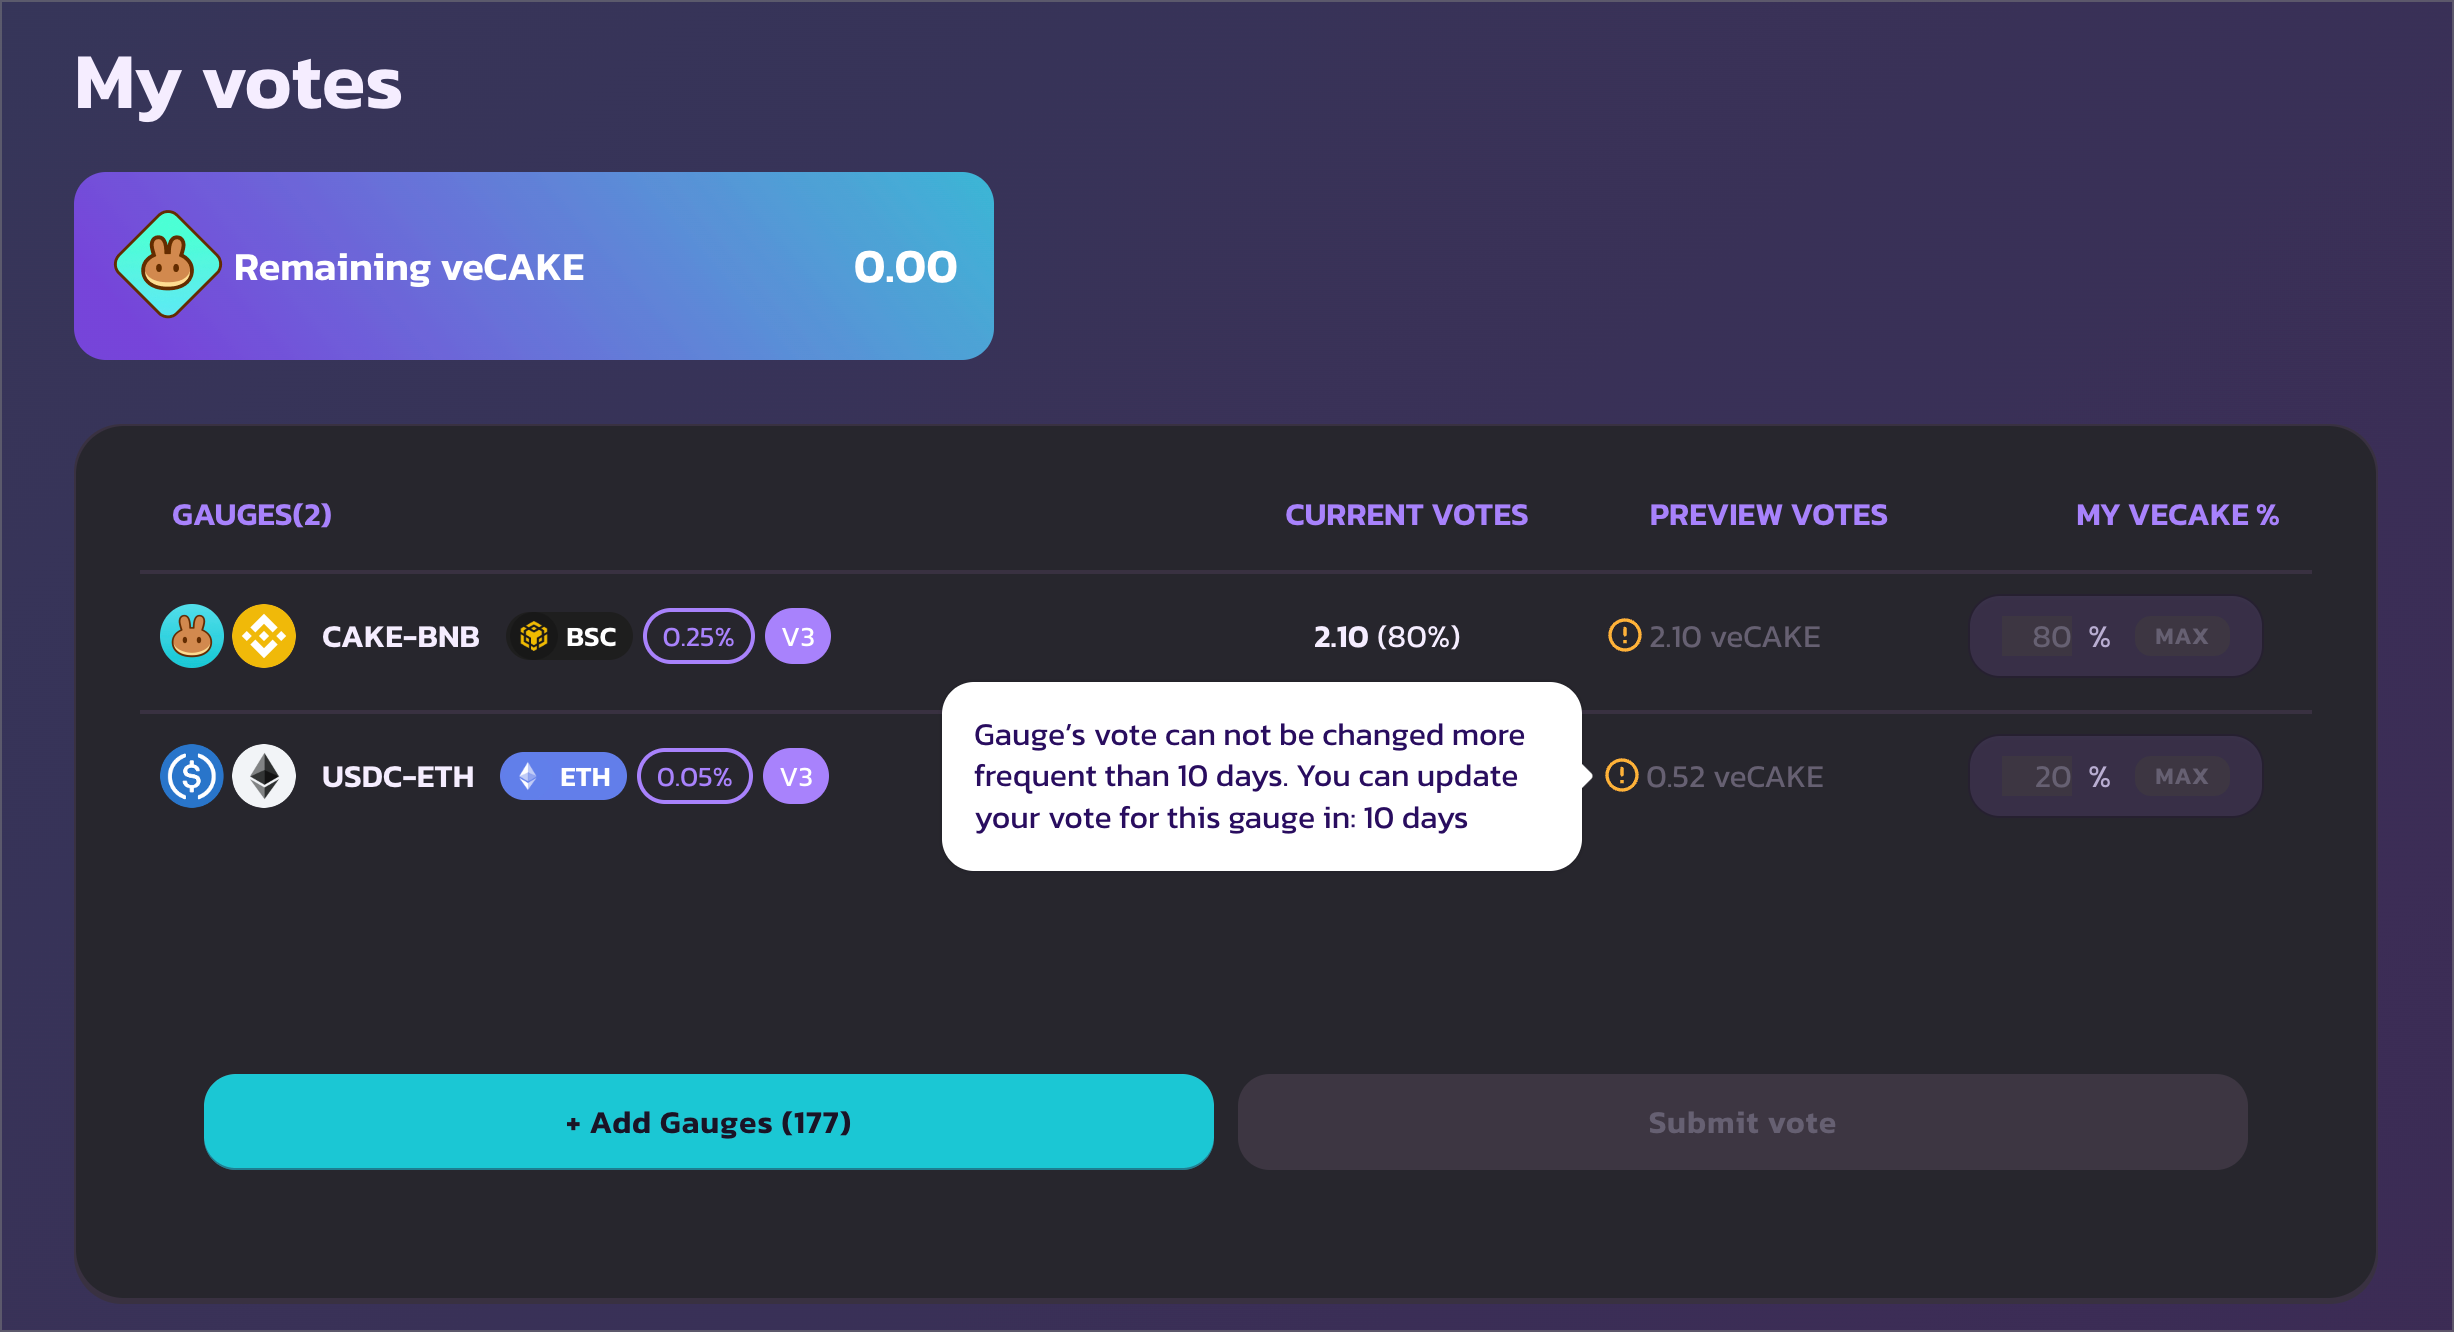 My votes
Remaining veCAKE 0.00
GAUGES(2) CURRENT VOTES PREVIEW VOTES MY VECAKE %
CAKE-BNB BSC 0.25% V3 2.10 (80%) 2.10 veCAKE 80 % MAX
Gauge’s vote can not be changed more
frequent than 10 days. You can update
your vote for this gauge in: 10 days
USDC-ETH ETH 0.05% V3 0.52 veCAKE 20 % MAX
+ Add Gauges (177) Submit vote